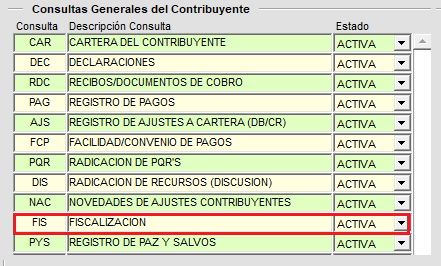 Consultas Generales del Contribuyente
Consulta Descripción Consulta Estado
CAR CARTERA DEL CONTRIBUYENTE ACTIVA
DEC DECLARACIONES ACTIVA
RDC RECIBOS/DOCUMENTOS DE COBRO ACTIVA
PAG REGISTRO DE PAGOS ACTIVA
AJS REGISTRO DE AJUSTES A CARTERA (DB/CR) ACTIVA
FCP FACILIDAD/CONVENIO DE PAGOS ACTIVA
PQR RADICACION DE PQR'S ACTIVA
DIS RADICACION DE RECURSOS (DISCUSION) ACTIVA
NAC NOVEDADES DE AJUSTES CONTRIBUYENTES ACTIVA
FIS FISCALIZACION ACTIVA
PYS REGISTRO DE PAZ Y SALVOS ACTIVA